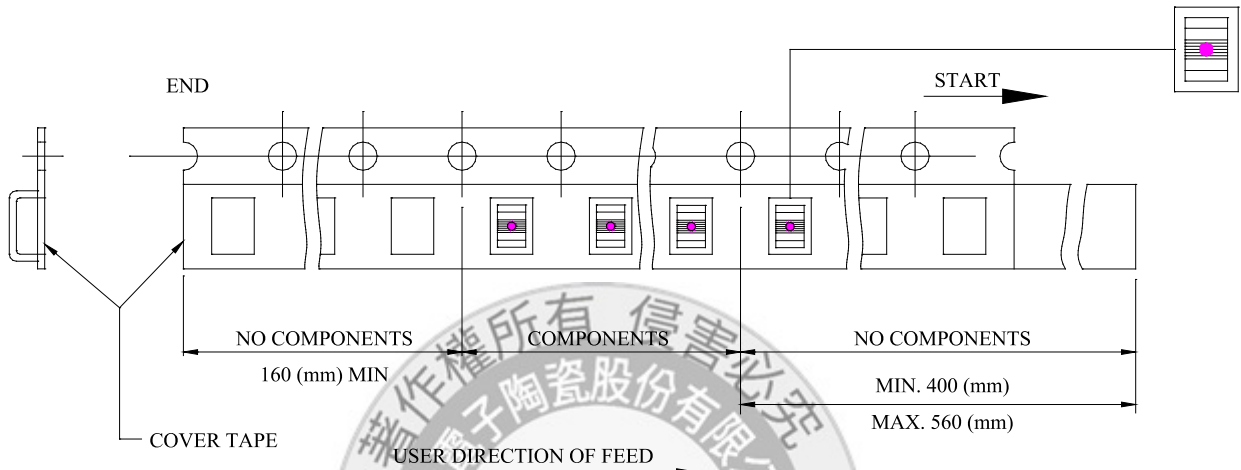 END
START
NO COMPONENTS
COMPONENTS
NO COMPONENTS
160 (mm) MIN
MIN. 400 (mm)
MAX. 560 (mm)
COVER TAPE
著作權所有 侵害必究
電子陶瓷股份有限公
USER DIRECTION OF FEED